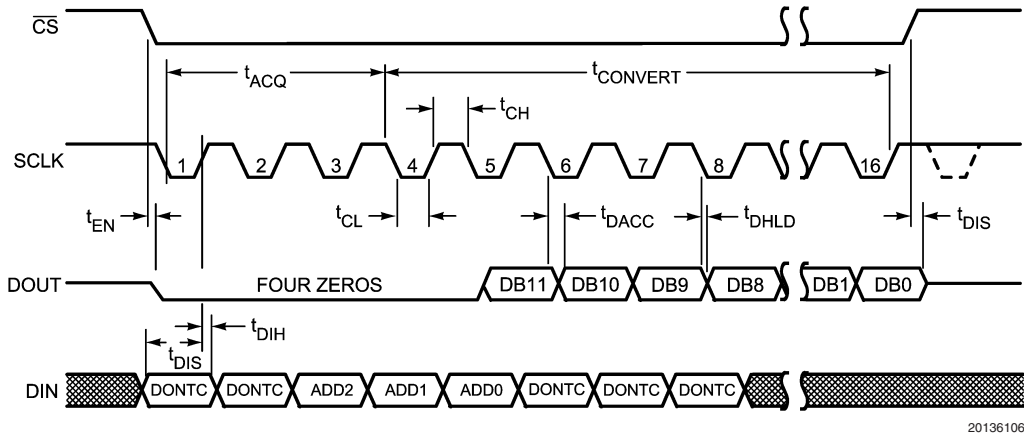 CS
tACQ
tCONVERT
tCH
SCLK
1 2 3 4 5 6 7 8 16
tEN
tCL
tDACC
tDHLD
tDIS
DOUT
FOUR ZEROS
DB11 DB10 DB9 DB8 DB1 DB0
tDIH
tDIS
DIN
DONTC DONTC ADD2 ADD1 ADD0 DONTC DONTC DONTC
20136106